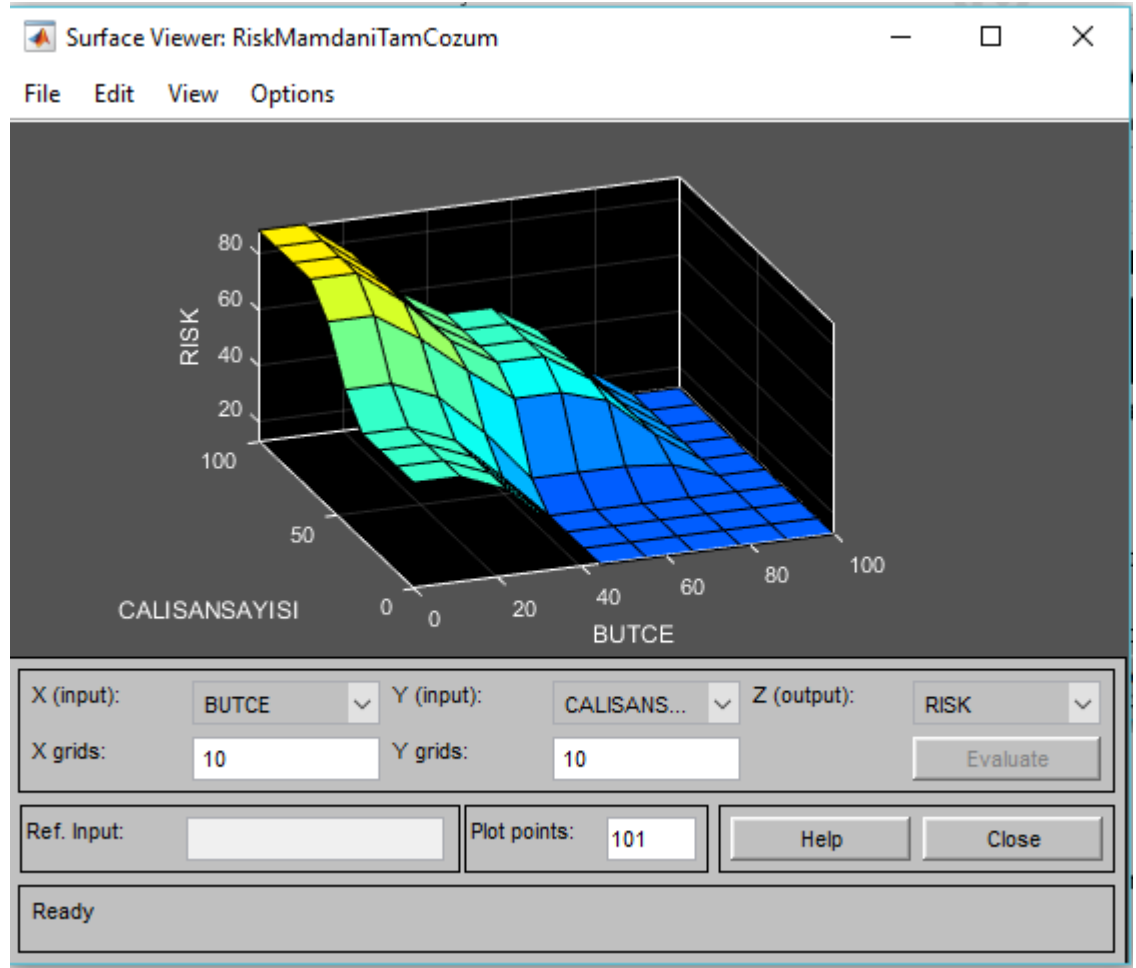 Surface Viewer: RiskMamdaniTamCozum
File Edit View Options
RISK
80
60
40
20
100
50
0
CALISANSAYISI
0
20
40
60
80
100
BUTCE
X (input): BUTCE Y (input): CALISANS... Z (output): RISK
X grids: 10 Y grids: 10 Evaluate
Ref. Input: Plot points: 101 Help Close
Ready